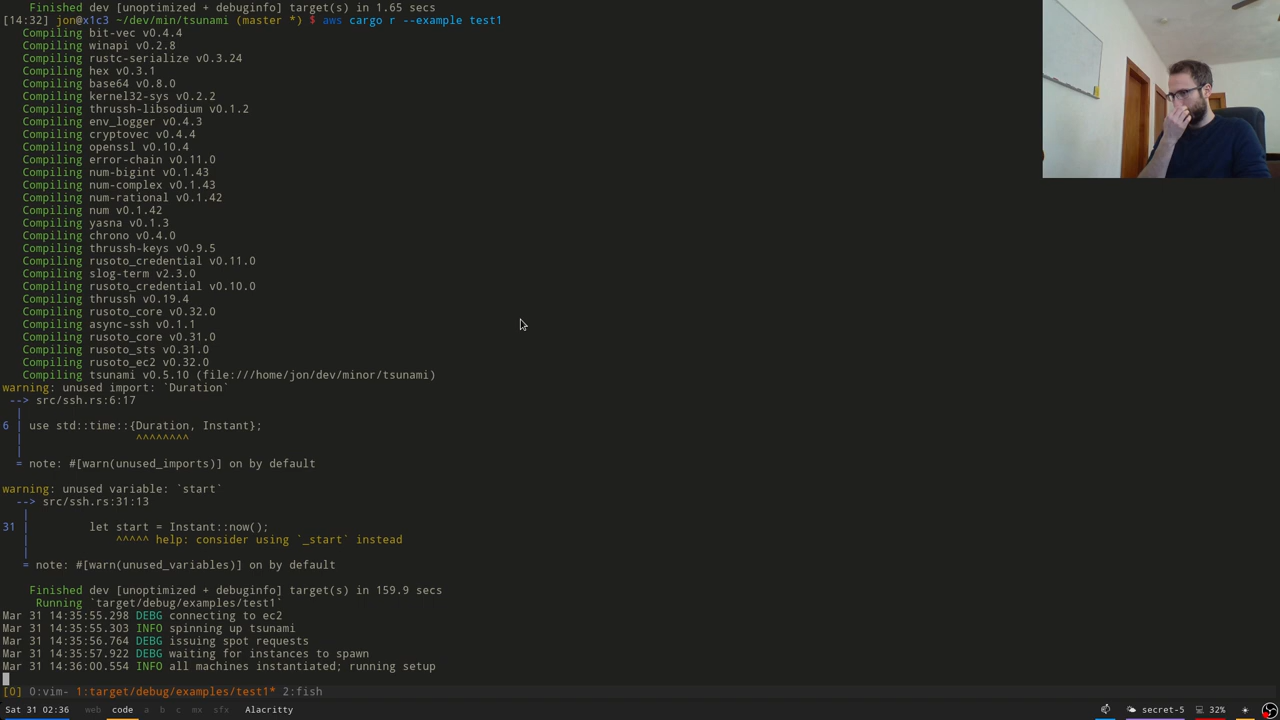 Finished dev [unoptimized + debuginfo] target(s) in 1.65 secs
[14:32] jon@x1c3 ~/dev/min/tsunami (master *) $ aws cargo r --example test1
   Compiling bit-vec v0.4.4
   Compiling winapi v0.2.8
   Compiling rustc-serialize v0.3.24
   Compiling hex v0.3.1
   Compiling base64 v0.8.0
   Compiling kernel32-sys v0.2.2
   Compiling thrussh-libsodium v0.1.2
   Compiling env_logger v0.4.3
   Compiling cryptovec v0.4.4
   Compiling openssl v0.10.4
   Compiling error-chain v0.11.0
   Compiling num-bigint v0.1.43
   Compiling num-complex v0.1.43
   Compiling num-rational v0.1.42
   Compiling num v0.1.42
   Compiling yasna v0.1.3
   Compiling chrono v0.4.0
   Compiling thrussh-keys v0.9.5
   Compiling rusoto_credential v0.11.0
   Compiling slog-term v2.3.0
   Compiling rusoto_credential v0.10.0
   Compiling thrussh v0.19.4
   Compiling rusoto_core v0.32.0
   Compiling async-ssh v0.1.1
   Compiling rusoto_core v0.31.0
   Compiling rusoto_sts v0.31.0
   Compiling rusoto_ec2 v0.32.0
   Compiling tsunami v0.5.10 (file:///home/jon/dev/minor/tsunami)
warning: unused import: `Duration`
 --> src/ssh.rs:6:17
  |
6 | use std::time::{Duration, Instant};
  |                 ^^^^^^^^
  |
  = note: #[warn(unused_imports)] on by default
warning: unused variable: `start`
  --> src/ssh.rs:31:13
   |
31 |         let start = Instant::now();
   |             ^^^^^ help: consider using `_start` instead
   |
   = note: #[warn(unused_variables)] on by default
    Finished dev [unoptimized + debuginfo] target(s) in 159.9 secs
     Running `target/debug/examples/test1`
Mar 31 14:35:55.298 DEBG connecting to ec2
Mar 31 14:35:55.303 INFO spinning up tsunami
Mar 31 14:35:56.764 DEBG issuing spot requests
Mar 31 14:35:57.922 DEBG waiting for instances to spawn
Mar 31 14:36:00.554 INFO all machines instantiated; running setup
[0] 0:vim- 1:target/debug/examples/test1* 2:fish
Sat 31 02:36 web code a b c mx sfx Alacritty secret-5 32%